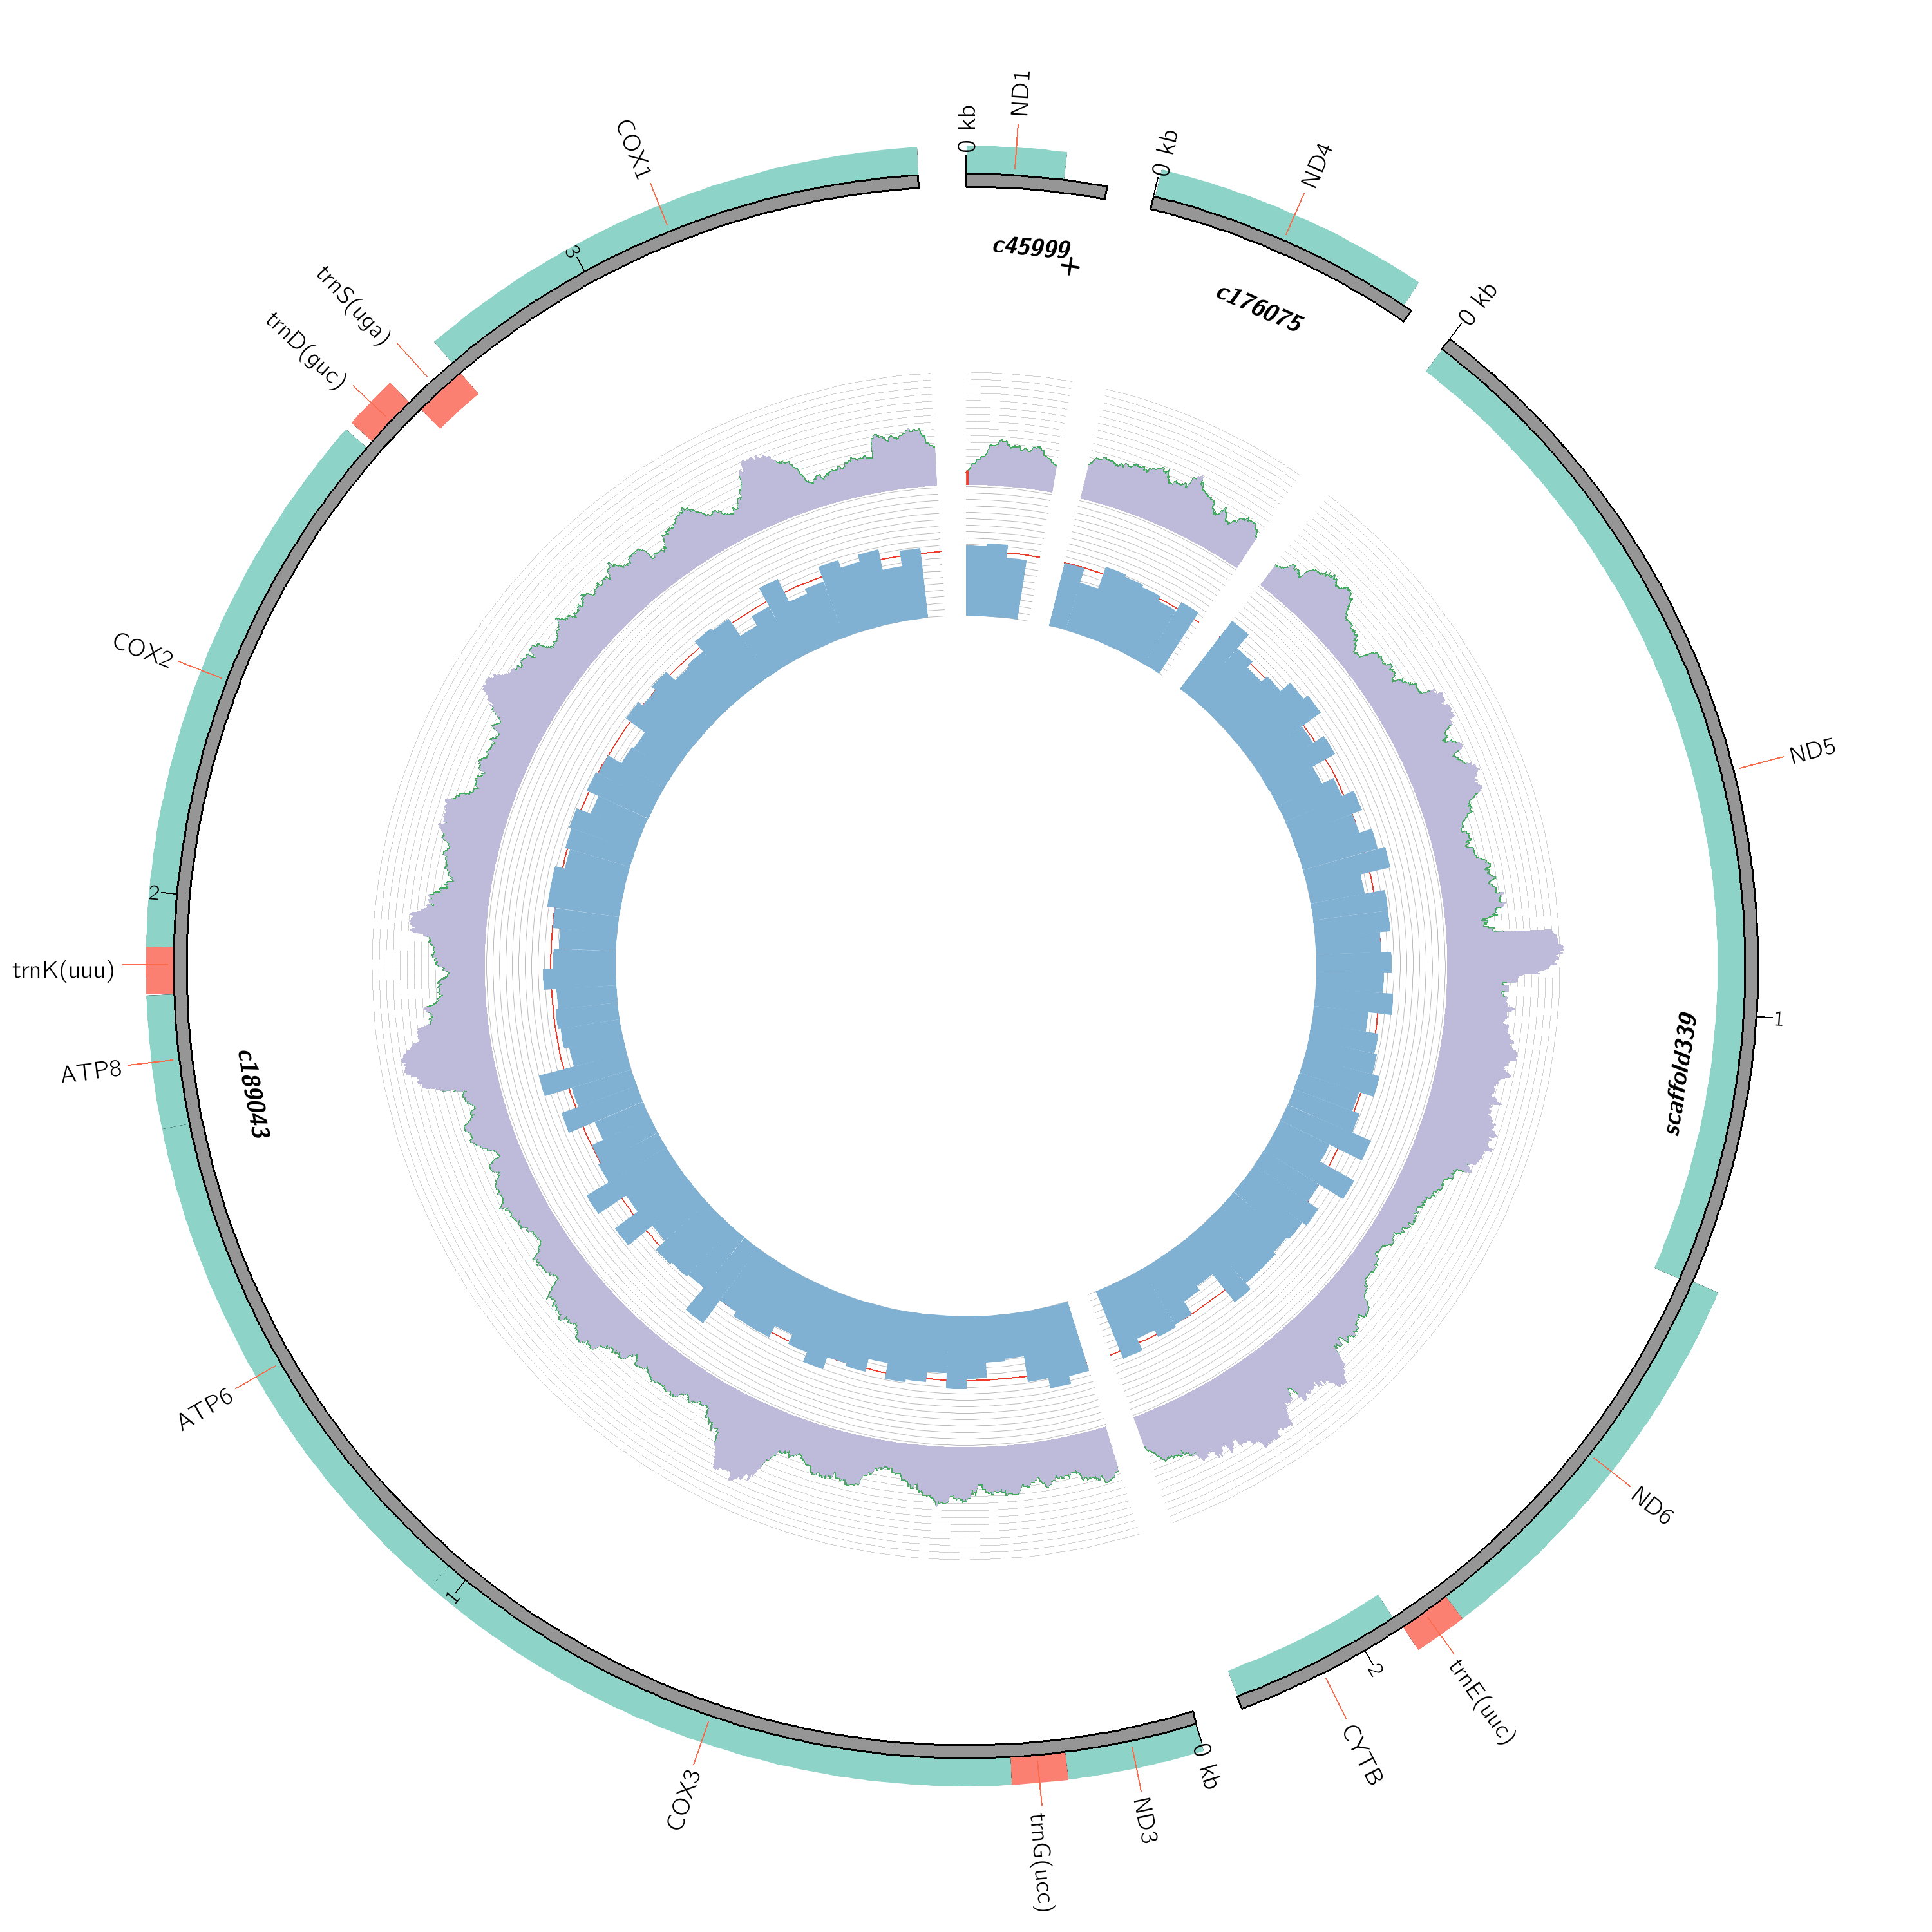 0 kb
ND1
c45999
+
0 kb
ND4
c176075
0 kb
ND5
1
scaffold339
ND6
trnE(uuc)
2
CYTB
0 kb
ND3
trnG(ucc)
COX3
1
ATP6
ATP8
c189043
trnK(uuu)
2
COX2
trnD(guc)
trnS(uga)
3
COX1